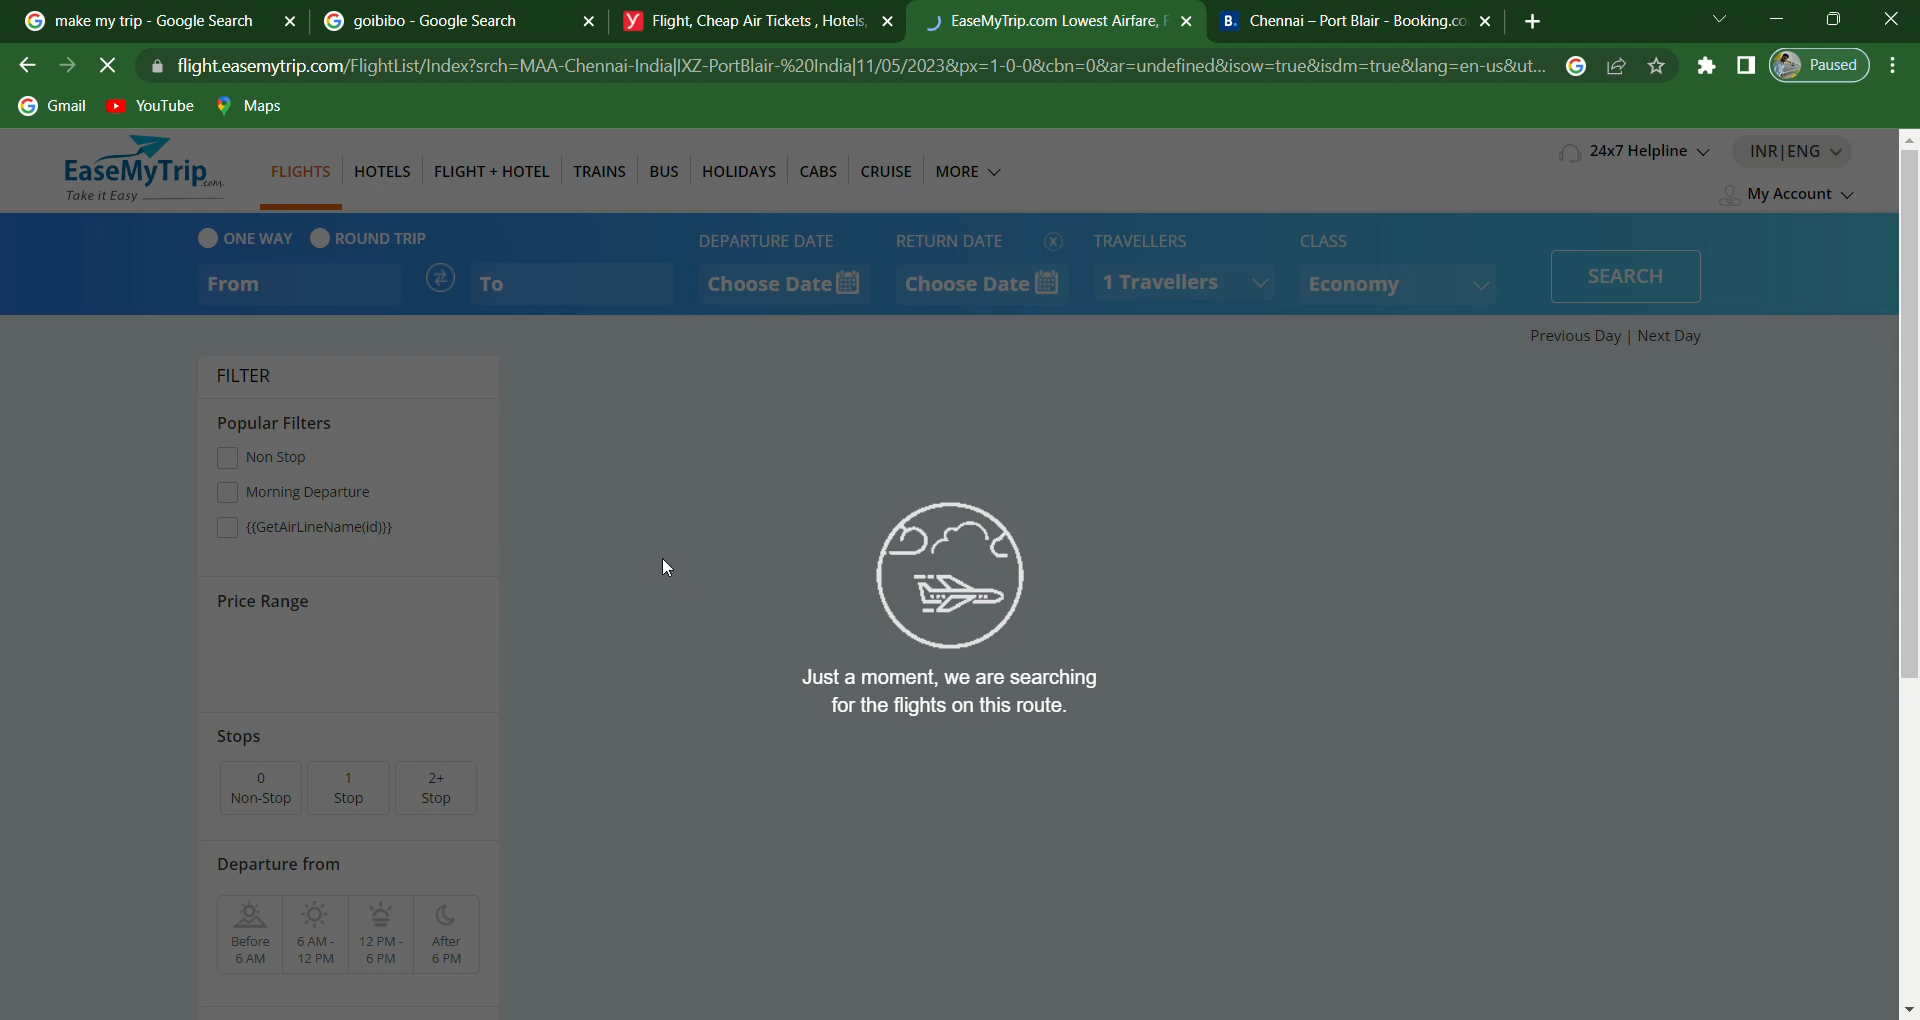 make my trip - Google Search
goibibo - Google Search
Flight, Cheap Air Tickets , Hotels,
EaseMyTrip.com Lowest Airfare, F
B. Chennai – Port Blair - Booking.co
flight.easemytrip.com/FlightList/Index?srch=MAA-Chennai-India|IXZ-PortBlair-%20India|11/05/2023&px=1-0-0&cbn=0&ar=undefined&isow=true&isdm=true&lang=en-us&ut...
Paused
Gmail YouTube Maps
EaseMyTrip.com
Take it Easy
FLIGHTS HOTELS FLIGHT + HOTEL TRAINS BUS HOLIDAYS CABS CRUISE MORE
24x7 Helpline
INR|ENG
My Account
ONE WAY ROUND TRIP
DEPARTURE DATE RETURN DATE TRAVELLERS CLASS
From To Choose Date Choose Date 1 Travellers Economy
SEARCH
Previous Day | Next Day
FILTER
Popular Filters
Non Stop
Morning Departure
{{GetAirLineName(id)}}
Price Range
Just a moment, we are searching
for the flights on this route.
Stops
0 1 2+
Non-Stop Stop Stop
Departure from
Before 6 AM - 12 PM - After
6 AM 12 PM 6 PM 6 PM